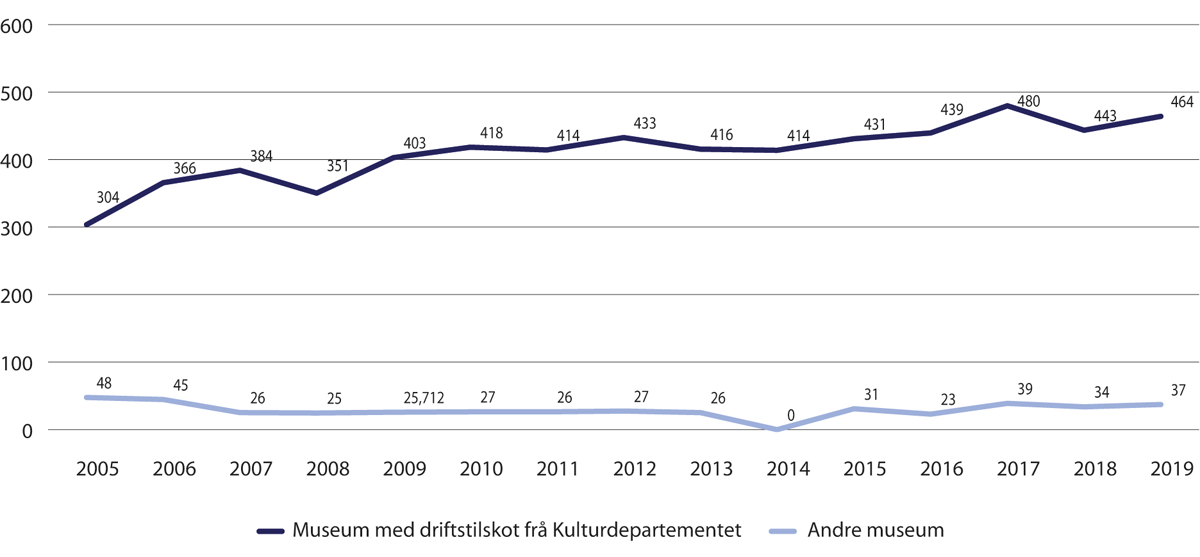 600
500
400
300
200
100
0
304 366 384 351 403 418 414 433 416 414 431 439 480 443 464
48 45 26 25 25,712 27 26 27 26 0 31 23 39 34 37
2005 2006 2007 2008 2009 2010 2011 2012 2013 2014 2015 2016 2017 2018 2019
Museum med driftstilskot frå Kulturdepartementet Andre museum